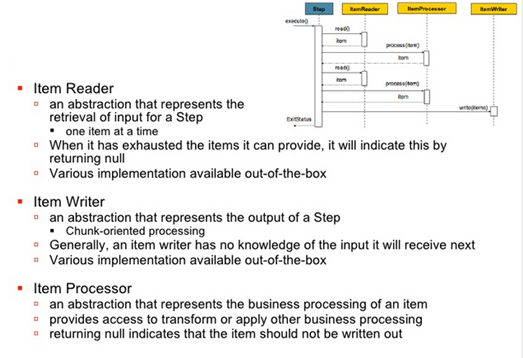 Step ItemReader ItemProcessor ItemWriter
execute()
read()
item
process(item)
item
read()
item
process(item)
item
write(items)
ExitStatus
Item Reader
an abstraction that represents the
retrieval of input for a Step
one item at a time
When it has exhausted the items it can provide, it will indicate this by
returning null
Various implementation available out-of-the-box
Item Writer
an abstraction that represents the output of a Step
Chunk-oriented processing
Generally, an item writer has no knowledge of the input it will receive next
Various implementation available out-of-the-box
Item Processor
an abstraction that represents the business processing of an item
provides access to transform or apply other business processing
returning null indicates that the item should not be written out